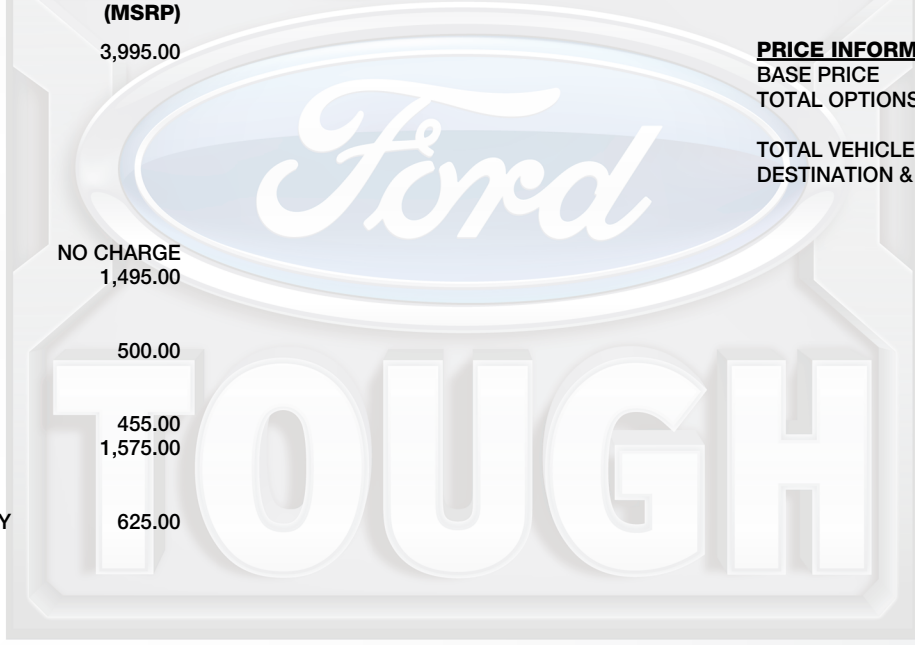 (MSRP)
3,995.00
NO CHARGE
1,495.00
500.00
455.00
1,575.00
Y 625.00
PRICE INFORM
BASE PRICE
TOTAL OPTIONS
TOTAL VEHICLE
DESTINATION &
Ford
TOUGH